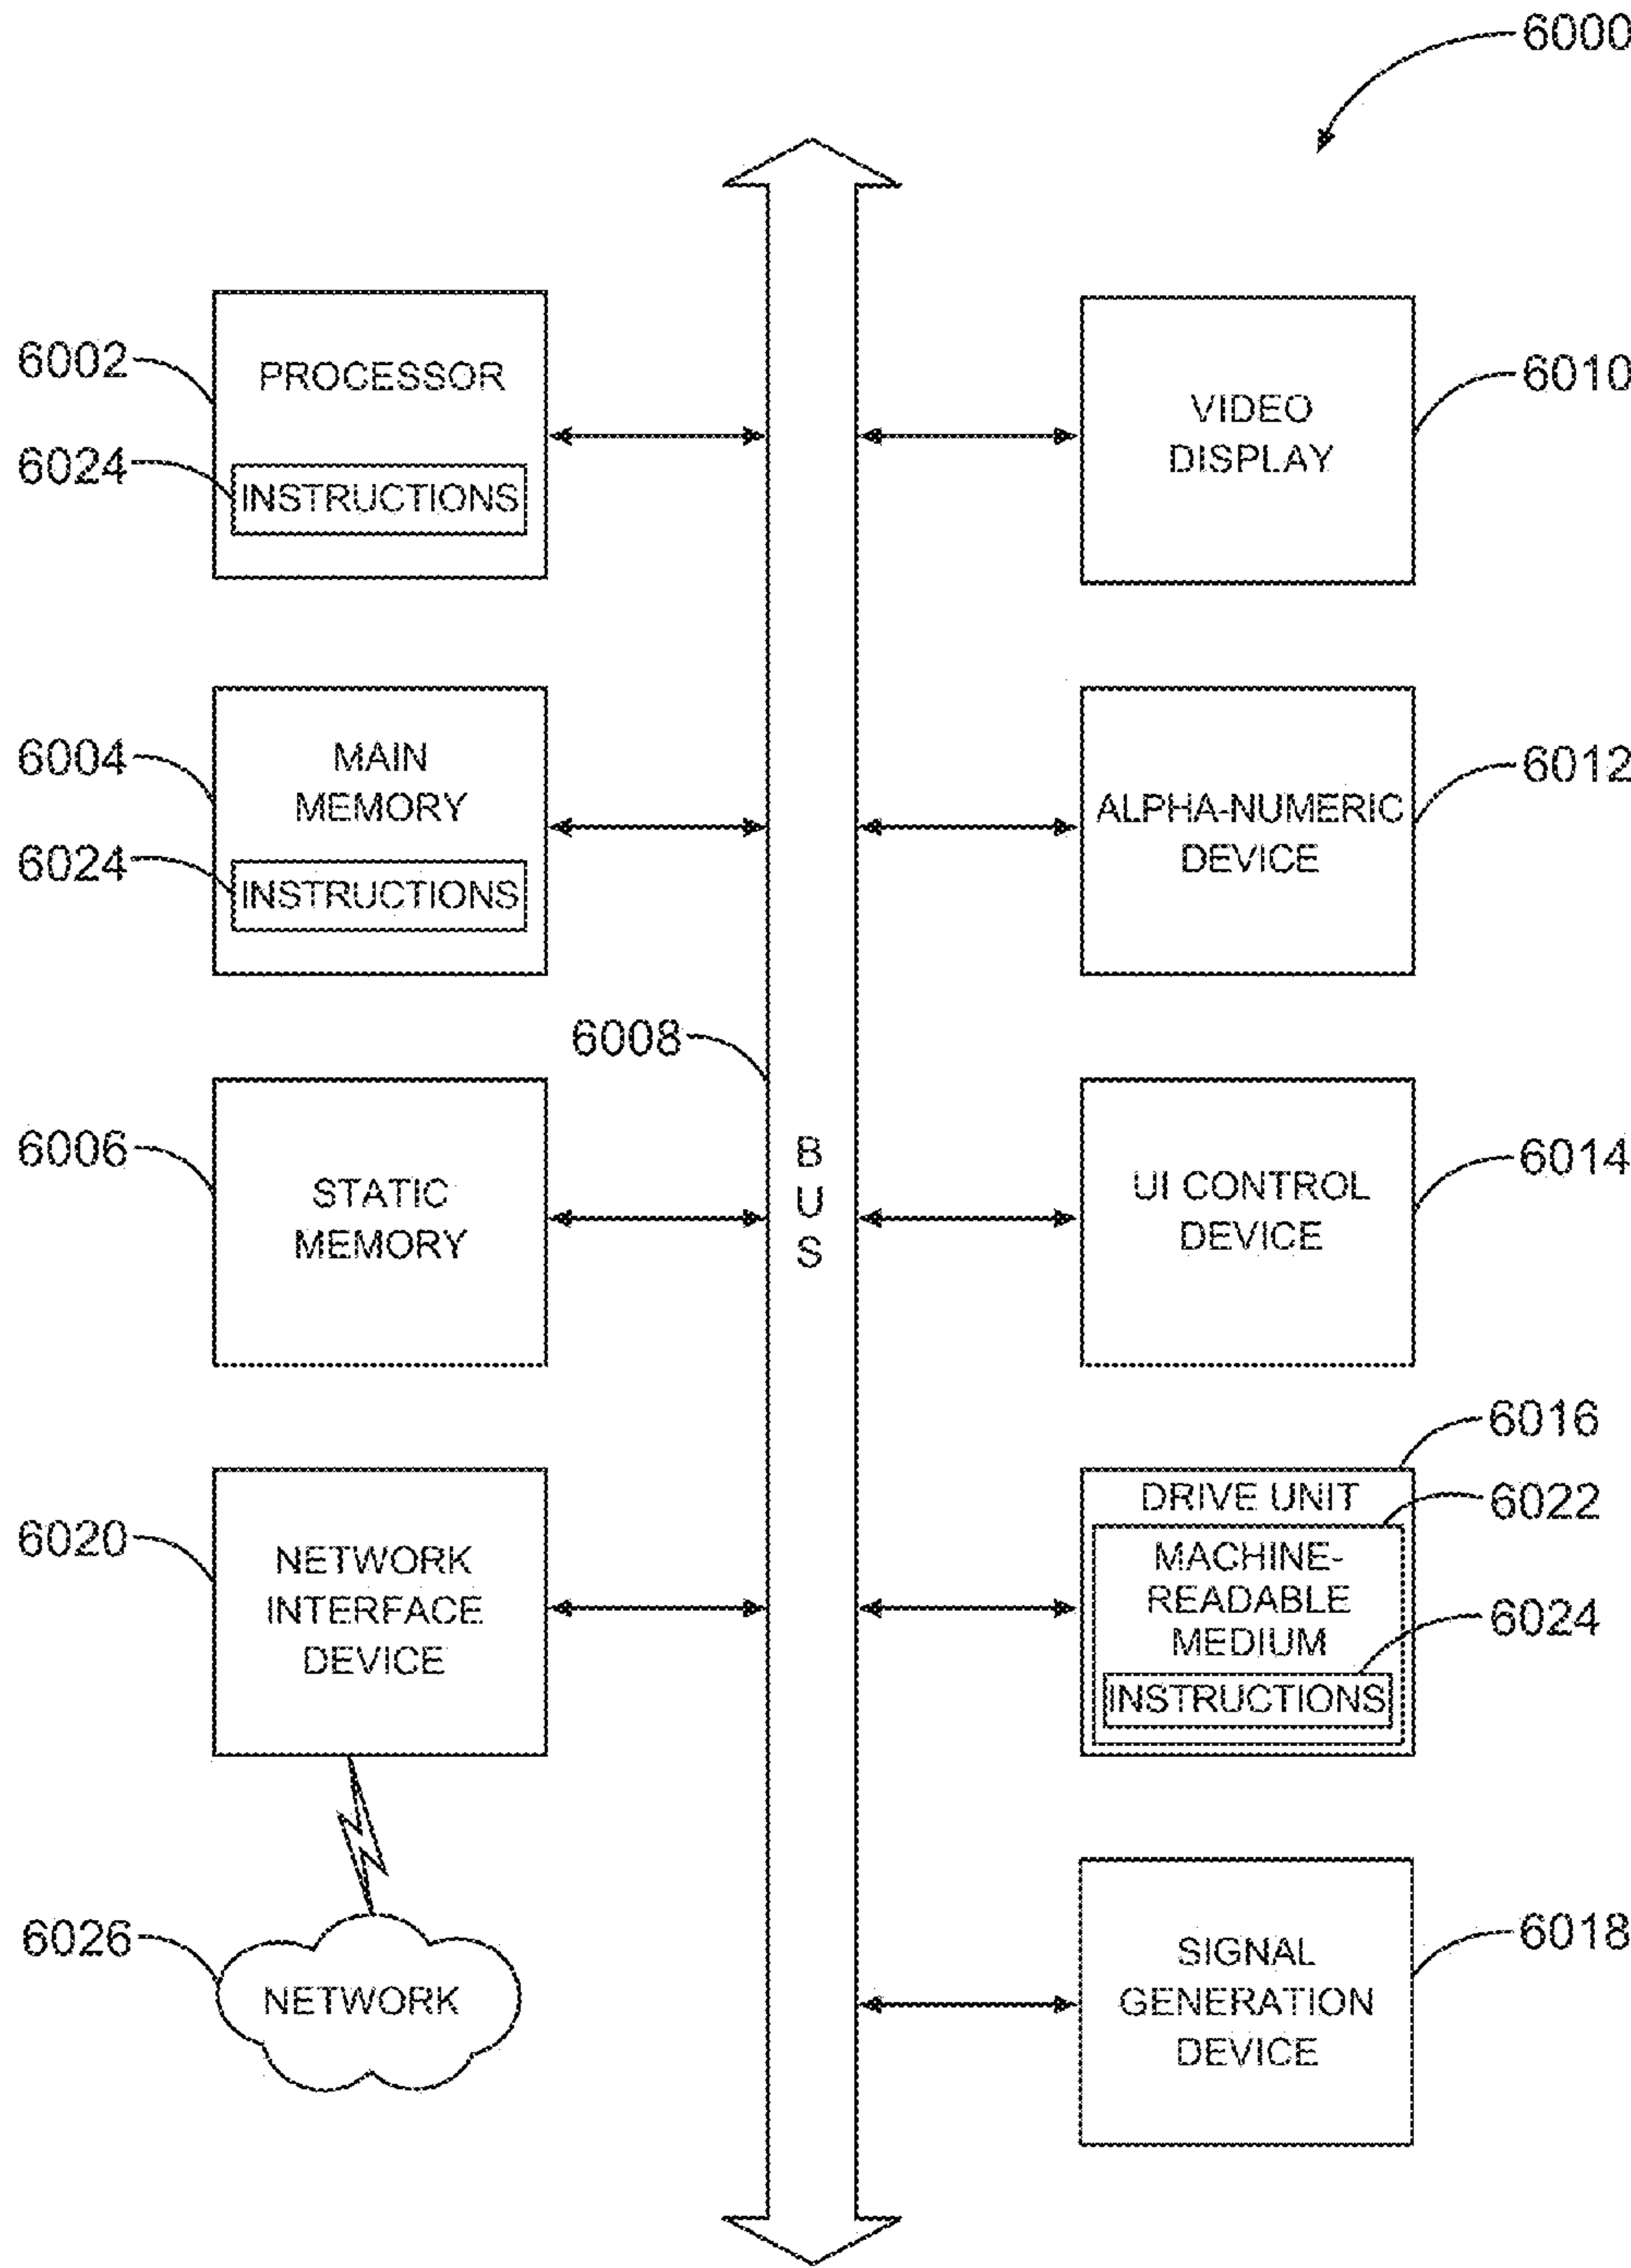 6000
6002
PROCESSOR
6024
INSTRUCTIONS
6004
MAIN
MEMORY
6024
INSTRUCTIONS
6006
STATIC
MEMORY
6020
NETWORK
INTERFACE
DEVICE
6026
NETWORK
6008
B
U
S
6010
VIDEO
DISPLAY
6012
ALPHA-NUMERIC
DEVICE
6014
UI CONTROL
DEVICE
6016
DRIVE UNIT
6022
MACHINE-
READABLE
MEDIUM
6024
INSTRUCTIONS
6018
SIGNAL
GENERATION
DEVICE